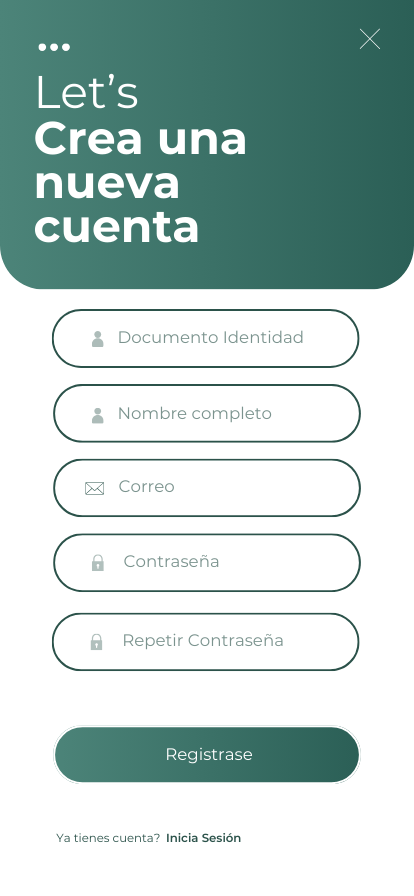 Let’s
Crea una
nueva
cuenta
Documento Identidad
Nombre completo
Correo
Contraseña
Repetir Contraseña
Registrase
Ya tienes cuenta? Inicia Sesión